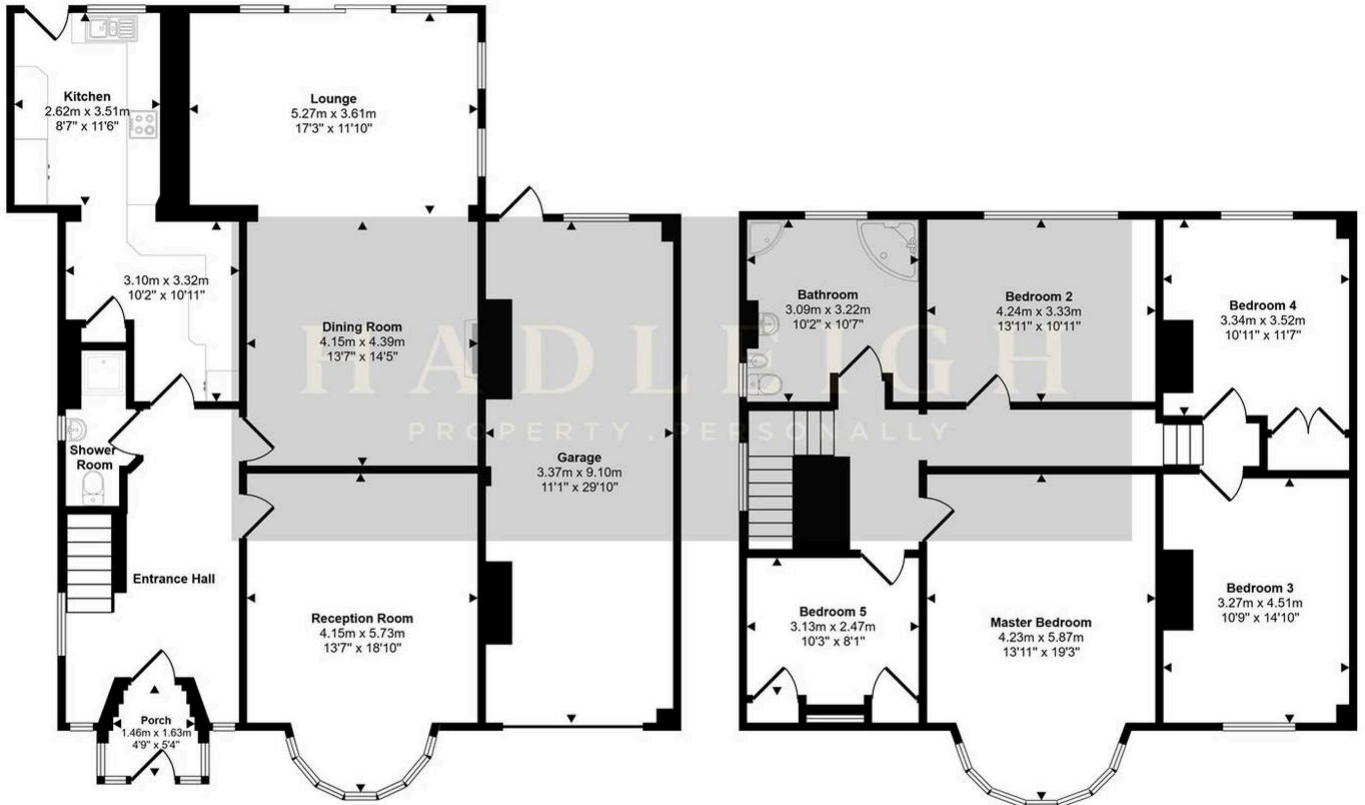 Kitchen
2.62m x 3.51m
8'7" x 11'6"
Lounge
5.27m x 3.61m
17'3" x 11'10"
3.10m x 3.32m
10'2" x 10'11"
Dining Room
4.15m x 4.39m
13'7" x 14'5"
Shower
Room
Garage
3.37m x 9.10m
11'1" x 29'10"
Entrance Hall
Reception Room
4.15m x 5.73m
13'7" x 18'10"
Porch
1.46m x 1.63m
4'9" x 5'4"
Bathroom
3.09m x 3.22m
10'2" x 10'7"
Bedroom 2
4.24m x 3.33m
13'11" x 10'11"
Bedroom 4
3.34m x 3.52m
10'11" x 11'7"
Bedroom 5
3.13m x 2.47m
10'3" x 8'1"
Master Bedroom
4.23m x 5.87m
13'11" x 19'3"
Bedroom 3
3.27m x 4.51m
10'9" x 14'10"
HADLEIGH
PROPERTY. PERSONALLY